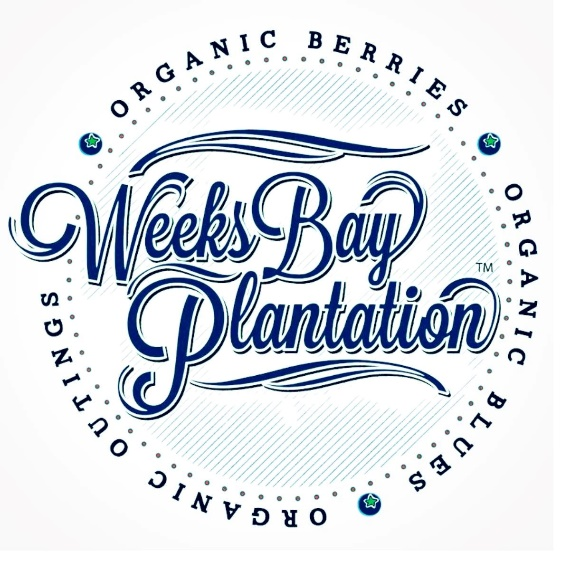 ORGANIC BERRIES
Weeks Bay
Plantation
TM
ORGANIC BLUES
ORGANIC OUTINGS